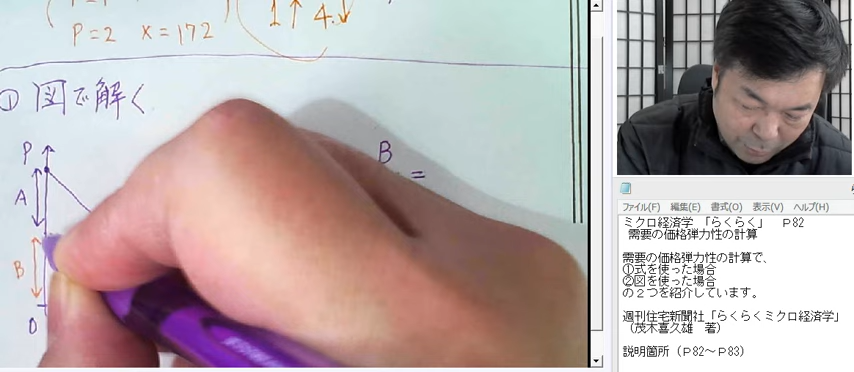 P=2 x=172
1↑ 4↓
① 図で解く
P
A
B
0
B
=
ファイル(F) 編集(E) 書式(O) 表示(V) ヘルプ(H)
ミクロ経済学 「らくらく」 P82
需要の価格弾力性の計算
需要の価格弾力性の計算で、
①式を使った場合
②図を使った場合
の2つを紹介しています。
週刊住宅新聞社「らくらくミクロ経済学」
（茂木喜久雄 著）
説明箇所（P82～P83）